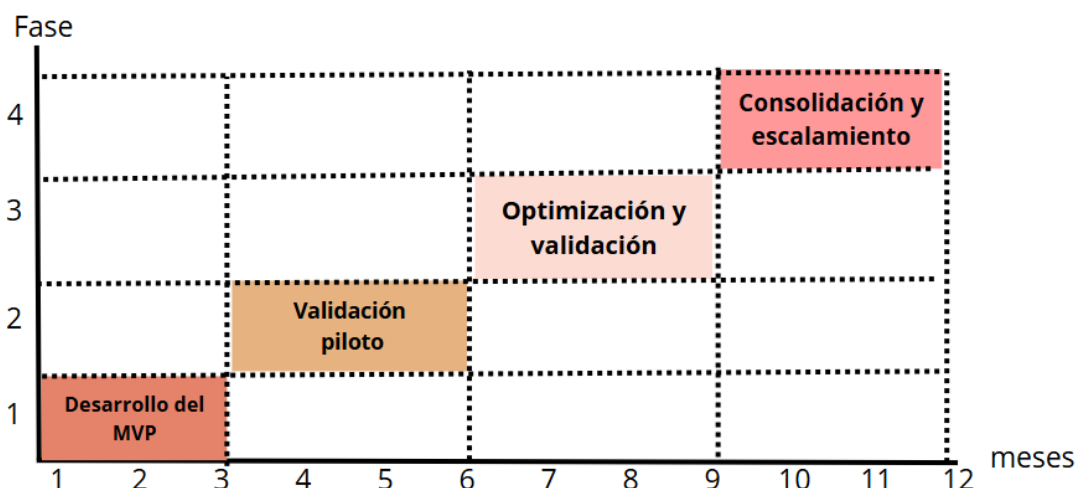 Fase
4
Consolidación y
escalamiento
3
Optimización y
validación
2
Validación
piloto
1
Desarrollo del
MVP
1 2 3 4 5 6 7 8 9 10 11 12
meses